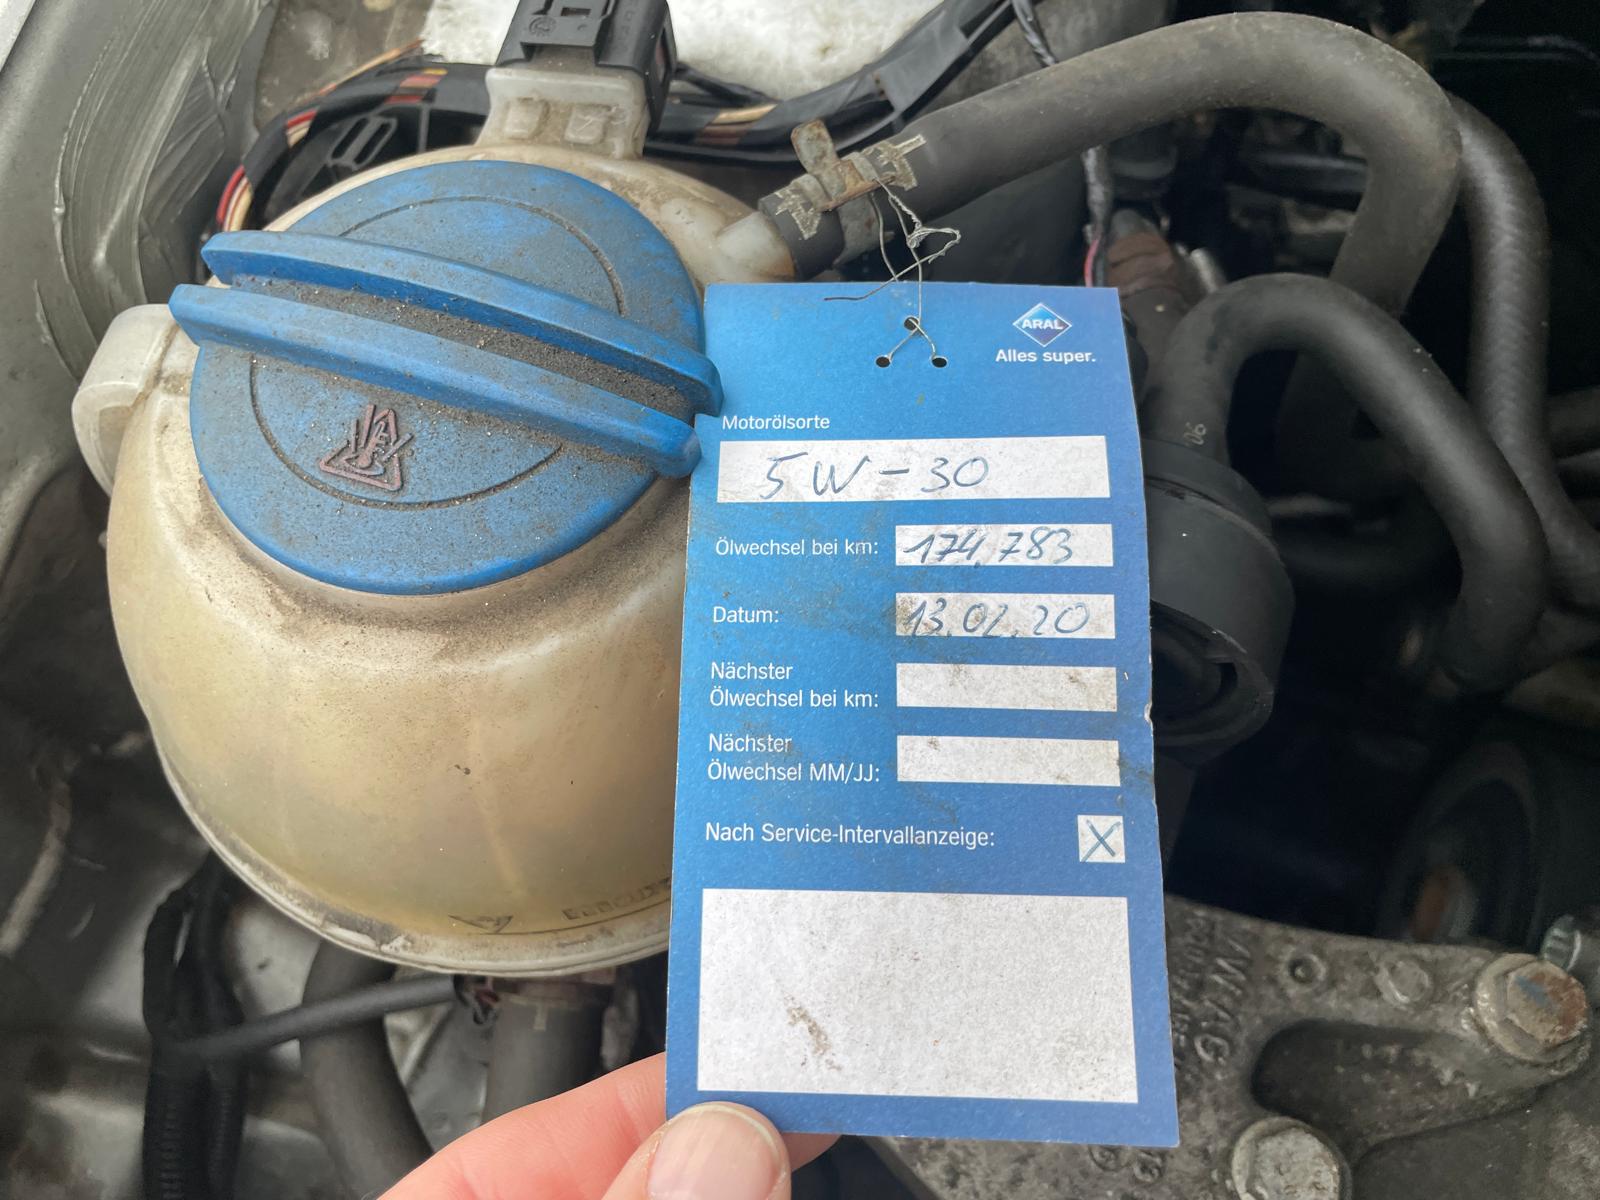 ARAL
Alles super.
Motorölsorte
5W-30
Ölwechsel bei km: 174.783
Datum: 13.02.20
Nächster
Ölwechsel bei km:
Nächster
Ölwechsel MM/JJ:
Nach Service-Intervallanzeige: X
06